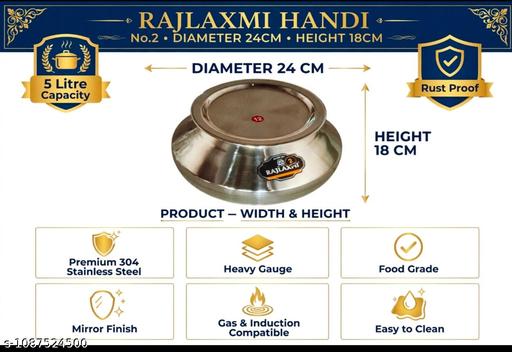 RAJLAXMI HANDI
No.2 • DIAMETER 24CM • HEIGHT 18CM
5 Litre
Capacity
DIAMETER 24 CM
Rust Proof
HEIGHT
18 CM
2
RAJLAXMI
PRODUCT – WIDTH & HEIGHT
Premium 304
Stainless Steel
Heavy Gauge
Food Grade
Mirror Finish
Gas & Induction
Compatible
Easy to Clean
s-1087524500